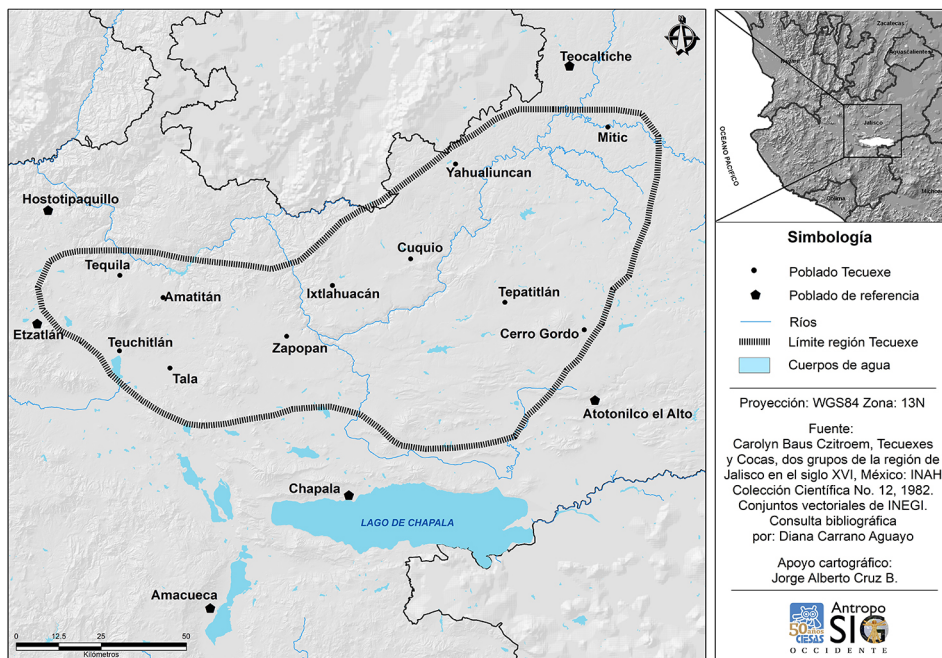 Teocaltiche
Mitic
Yahualiuncan
Hostotipaquillo
Cuquio
Tequila
Ixtlahuacán
Amatitán
Tepatitlán
Etzatlán
Cerro Gordo
Teuchitlán
Zapopan
Tala
Atotonilco el Alto
Chapala
LAGO DE CHAPALA
Amacueca
0 12.5 25 50
Kilómetros
Zacatecas
Aguascalientes
Nayarit
Jalisco
OCEANO PACIFICO
Colima
Michoac
Simbología
Poblado Tecuexe
Poblado de referencia
Ríos
Límite región Tecuexe
Cuerpos de agua
Proyección: WGS84 Zona: 13N
Fuente:
Carolyn Baus Czitroem, Tecuexes
y Cocas, dos grupos de la región de
Jalisco en el siglo XVI, México: INAH
Colección Científica No. 12, 1982.
Conjuntos vectoriales de INEGI.
Consulta bibliográfica
por: Diana Carrano Aguayo
Apoyo cartográfico:
Jorge Alberto Cruz B.
50 años
CIESAS
Antropo
SIG
OCCIDENTE